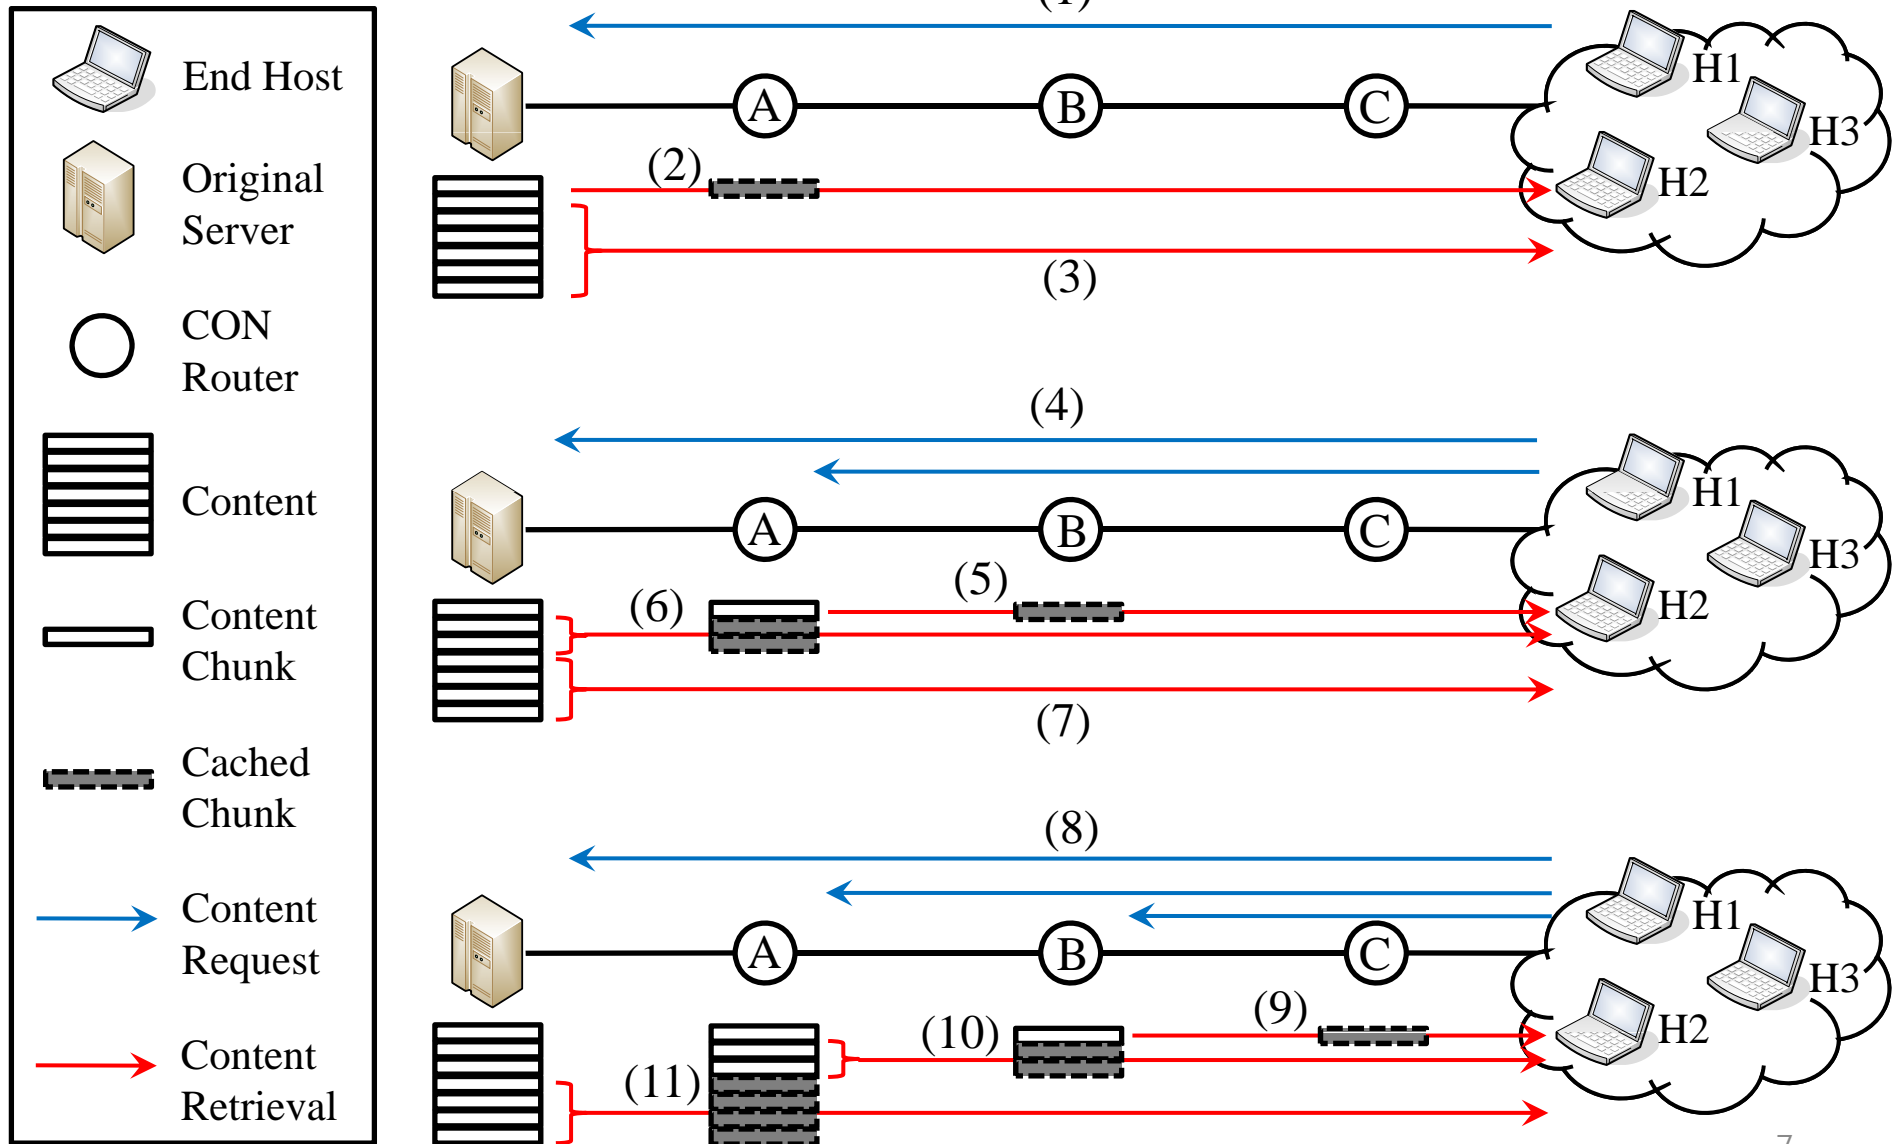 End Host
Original
Server
CON
Router
Content
Content
Chunk
Cached
Chunk
Content
Request
Content
Retrieval
(1)
A
B
C
H1
H3
H2
(2)
(3)
(4)
A
B
C
H1
H3
H2
(5)
(6)
(7)
(8)
A
B
C
H1
H3
H2
(9)
(10)
(11)
7